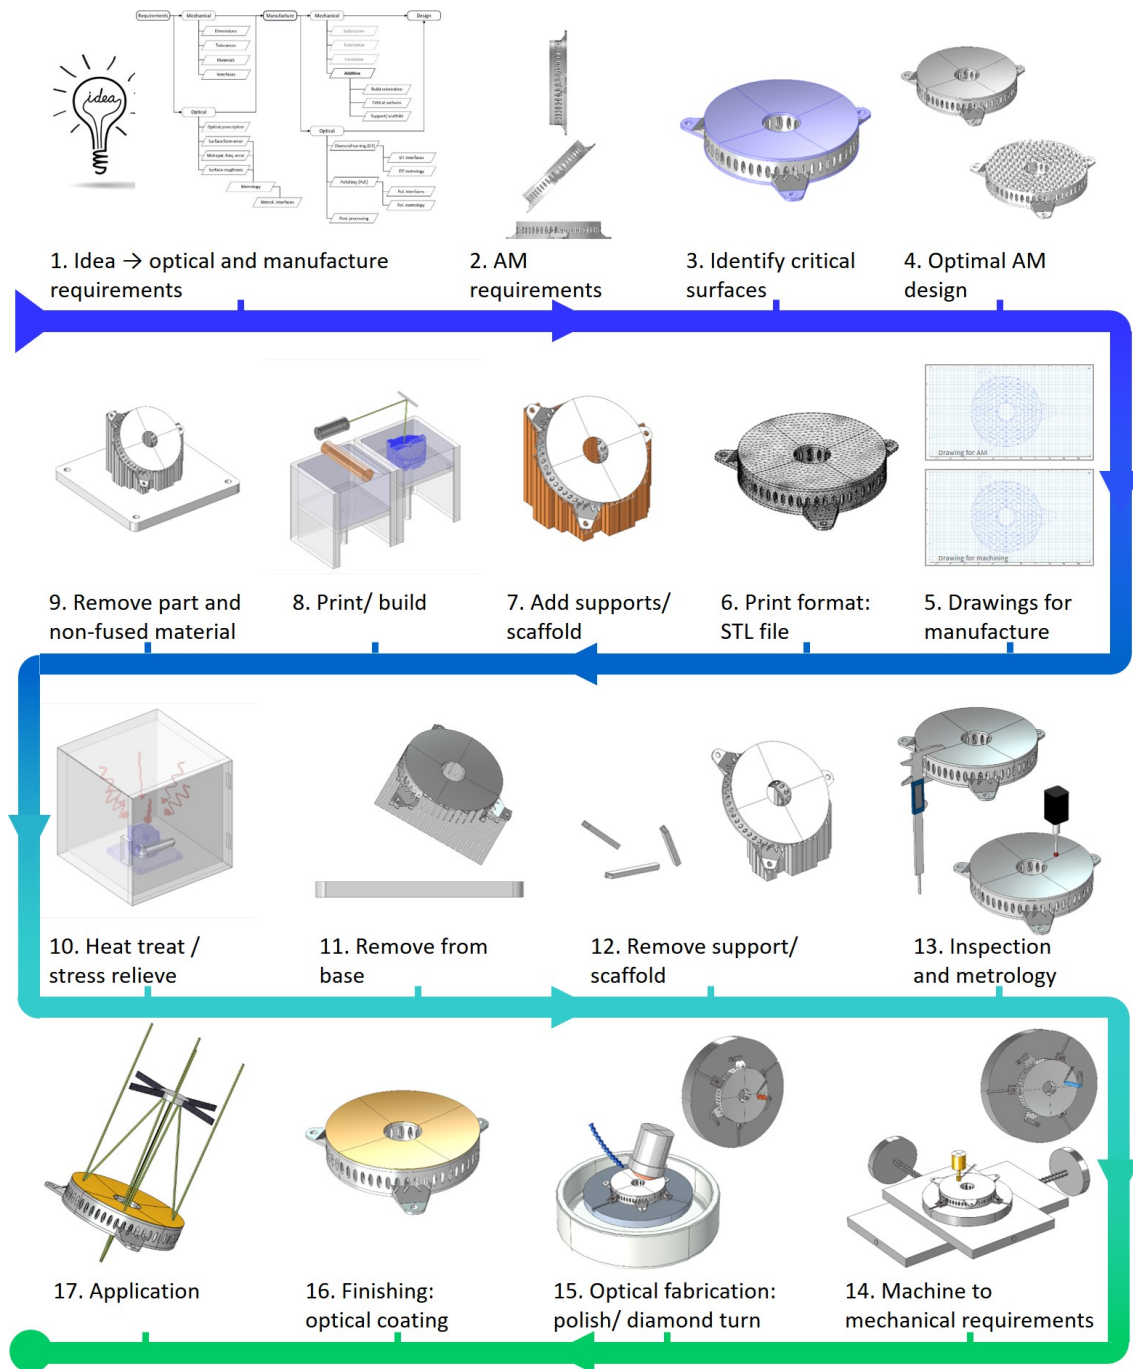 Requirements
Mechanical
Manufacture
Mechanical
Design
Dimensions
Tolerances
Materials
Interfaces
Subtractive
Formative
Additive
Build orientation
Critical surfaces
Support/ scaffold
idea
Optical
Optical prescription
Surface form error
Mid-spat. freq. error
Surface roughness
Metrology
Metrol. interfaces
Optical
Diamond turning (DT)
DT interfaces
DT metrology
Polishing (Pol.)
Pol. interfaces
Pol. metrology
Post processing
1. Idea → optical and manufacture
requirements
2. AM
requirements
3. Identify critical
surfaces
4. Optimal AM
design
Drawing for AM
Drawing for machining
9. Remove part and
non-fused material
8. Print/ build
7. Add supports/
scaffold
6. Print format:
STL file
5. Drawings for
manufacture
10. Heat treat /
stress relieve
11. Remove from
base
12. Remove support/
scaffold
13. Inspection
and metrology
17. Application
16. Finishing:
optical coating
15. Optical fabrication:
polish/ diamond turn
14. Machine to
mechanical requirements